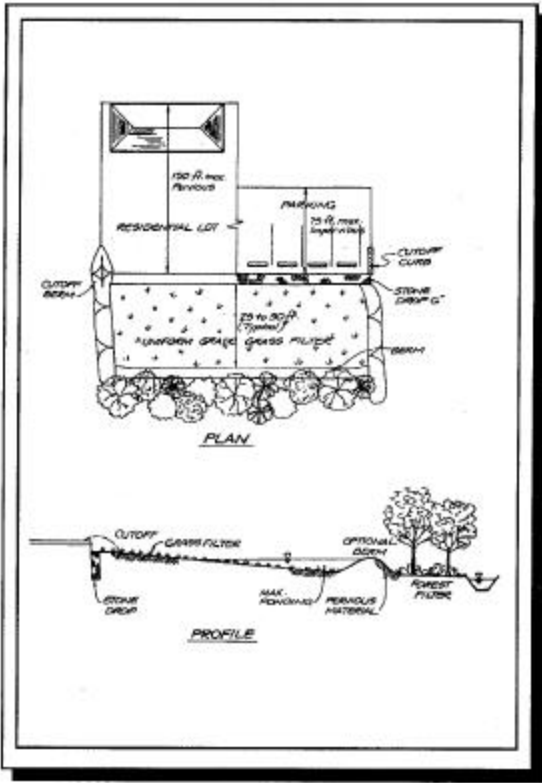 150 ft. max.
Pervious
RESIDENTIAL LOT
PARKING
75 ft. max.
Impervious
CUTOFF
CURB
CUTOFF
BERM
STONE
DROP 6"
25 to 50 ft.
(Typical)
UNIFORM GRADE GRASS FILTER
BERM
PLAN
CUTOFF
GRASS FILTER
OPTIONAL
BERM
STONE
DROP
MAX.
PONDING
PERVIOUS
MATERIAL
FOREST
FILTER
PROFILE